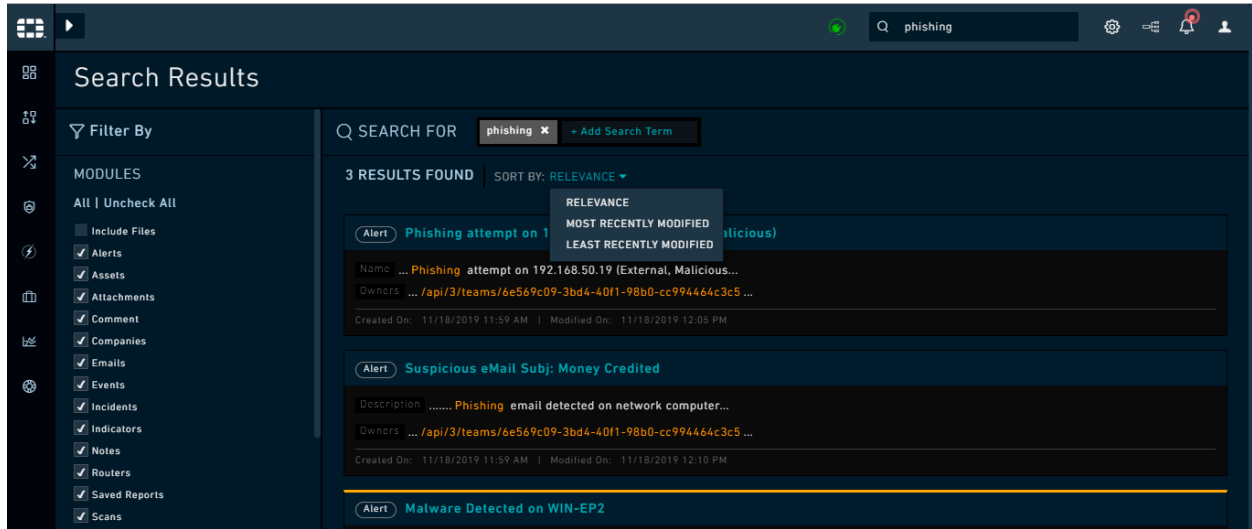 phishing
Search Results
Filter By
MODULES
All | Uncheck All
Include Files
Alerts
Assets
Attachments
Comment
Companies
Emails
Events
Incidents
Indicators
Notes
Routers
Saved Reports
Scans
SEARCH FOR phishing ✖ + Add Search Term
3 RESULTS FOUND SORT BY: RELEVANCE
RELEVANCE
MOST RECENTLY MODIFIED
LEAST RECENTLY MODIFIED
Alert Phishing attempt on 1 alicious)
Name ... Phishing attempt on 192.168.50.19 (External, Malicious...
Owners ... /api/3/teams/6e569c09-3bd4-40f1-98b0-cc994464c3c5 ...
Created On: 11/18/2019 11:59 AM | Modified On: 11/18/2019 12:05 PM
Alert Suspicious eMail Subj: Money Credited
Description ....... Phishing email detected on network computer...
Owners ... /api/3/teams/6e569c09-3bd4-40f1-98b0-cc994464c3c5 ...
Created On: 11/18/2019 11:59 AM | Modified On: 11/18/2019 12:10 PM
Alert Malware Detected on WIN-EP2